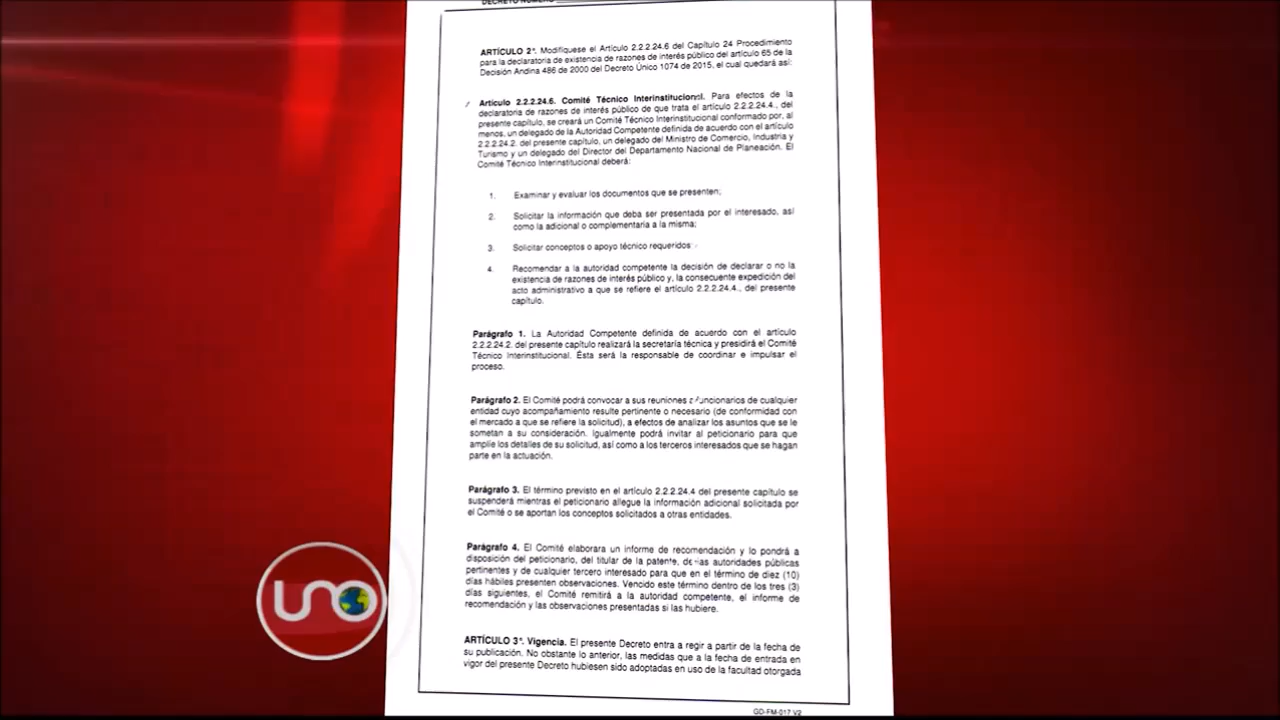 DECRETO NÚMERO
ARTÍCULO 2°. Modifíquese el Artículo 2.2.2.24.6 del Capítulo 24 Procedimiento
para la declaratoria de existencia de razones de interés público del artículo 65 de la
Decisión Andina 486 de 2000 del Decreto Único 1074 de 2015, el cual quedará así:
Artículo 2.2.2.24.6. Comité Técnico Interinstitucional. Para efectos de la
declaratoria de razones de interés público de que trata el artículo 2.2.2.24.4., del
presente capítulo, se creará un Comité Técnico Interinstitucional conformado por, al
menos, un delegado de la Autoridad Competente definida de acuerdo con el artículo
2.2.2.24.2. del presente capítulo, un delegado del Ministro de Comercio, Industria y
Turismo y un delegado del Director del Departamento Nacional de Planeación. El
Comité Técnico Interinstitucional deberá:
1. Examinar y evaluar los documentos que se presenten;
2. Solicitar la información que deba ser presentada por el interesado, así
como la adicional o complementaria a la misma;
3. Solicitar conceptos o apoyo técnico requeridos
4. Recomendar a la autoridad competente la decisión de declarar o no la
existencia de razones de interés público y, la consecuente expedición del
acto administrativo a que se refiere el artículo 2.2.2.24.4., del presente
capítulo.
Parágrafo 1. La Autoridad Competente definida de acuerdo con el artículo
2.2.2.24.2. del presente capítulo realizará la secretaría técnica y presidirá el Comité
Técnico Interinstitucional. Ésta será la responsable de coordinar e impulsar el
proceso.
Parágrafo 2. El Comité podrá convocar a sus reuniones a funcionarios de cualquier
entidad cuyo acompañamiento resulte pertinente o necesario (de conformidad con
el mercado a que se refiere la solicitud), a efectos de analizar los asuntos que se le
sometan a su consideración. Igualmente podrá invitar al peticionario para que
amplíe los detalles de su solicitud, así como a los terceros interesados que se hagan
parte en la actuación.
Parágrafo 3. El término previsto en el artículo 2.2.2.24.4 del presente capítulo se
suspenderá mientras el peticionario allegue la información adicional solicitada por
el Comité o se aportan los conceptos solicitados a otras entidades.
Parágrafo 4. El Comité elaborara un informe de recomendación y lo pondrá a
disposición del peticionario, del titular de la patente, de las autoridades públicas
pertinentes y de cualquier tercero interesado para que en el término de diez (10)
días hábiles presenten observaciones. Vencido este término dentro de los tres (3)
días siguientes, el Comité remitirá a la autoridad competente, el informe de
recomendación y las observaciones presentadas si las hubiere.
ARTÍCULO 3°. Vigencia. El presente Decreto entra a regir a partir de la fecha de
su publicación. No obstante lo anterior, las medidas que a la fecha de entrada en
vigor del presente Decreto hubiesen sido adoptadas en uso de la facultad otorgada
GD-FM-017 V2
UNO